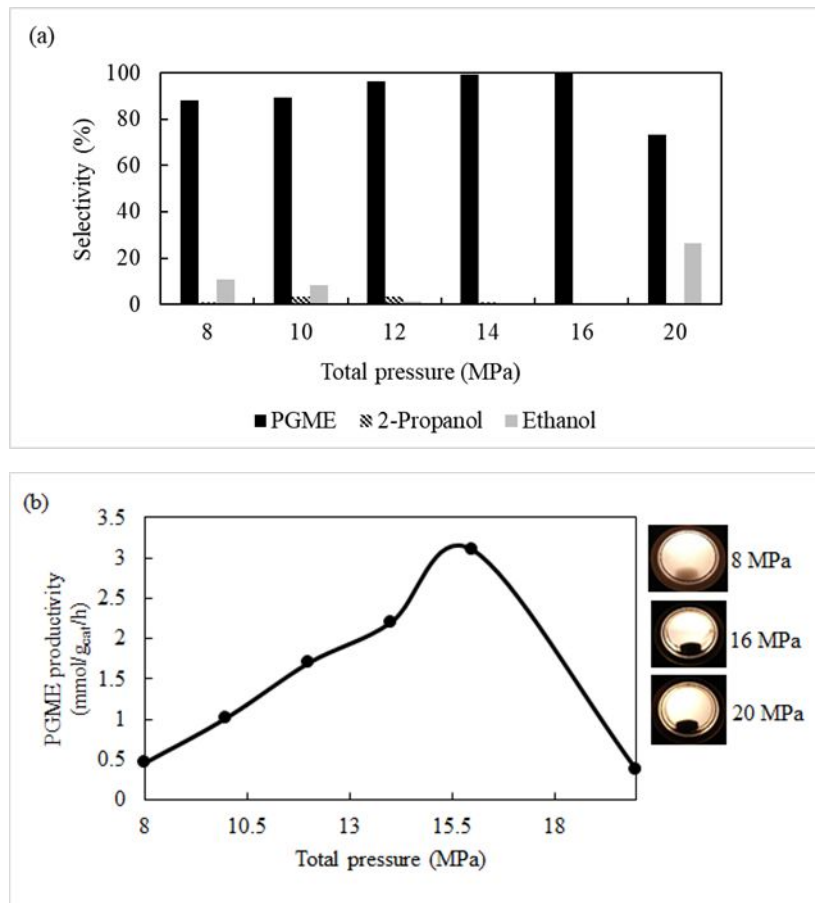 (a)
100
80
60
40
20
0
Selectivity (%)
8 10 12 14 16 20
Total pressure (MPa)
PGME 2-Propanol Ethanol
(b)
3.5
3
2.5
2
1.5
1
0.5
0
PGME productivity
(mmol/gcat/h)
8 10.5 13 15.5 18
Total pressure (MPa)
8 MPa
16 MPa
20 MPa